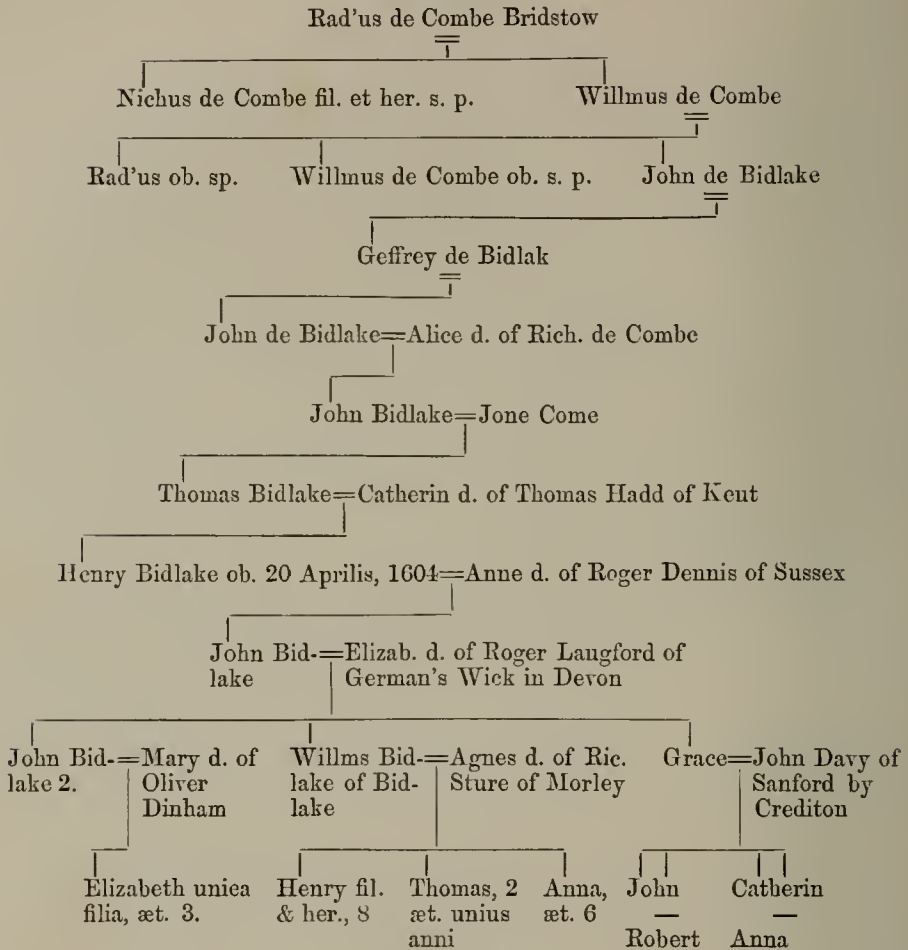 Rad'us de Combe Bridstow
Nichus de Combe fil. et her. s. p. Willmus de Combe
Rad'us ob. sp. Willmus de Combe ob. s. p. John de Bidlake
Geffrey de Bidlak
John de Bidlake=Alice d. of Rich. de Combe
John Bidlake=Jone Come
Thomas Bidlake=Catherin d. of Thomas Hadd of Kent
Henry Bidlake ob. 20 Aprilis, 1604=Anne d. of Roger Dennis of Sussex
John Bid-=Elizab. d. of Roger Langford of
lake German's Wick in Devon
John Bid-=Mary d. of Willms Bid-=Agnes d. of Ric. Grace=John Davy of
lake 2. Oliver lake of Bid- Sture of Morley Sanford by
Dinham lake Crediton
Elizabeth unica Henry fil. Thomas, 2 Anna, John Catherin
filia, æt. 3. & her., 8 æt. unius æt. 6 — —
anni Robert Anna